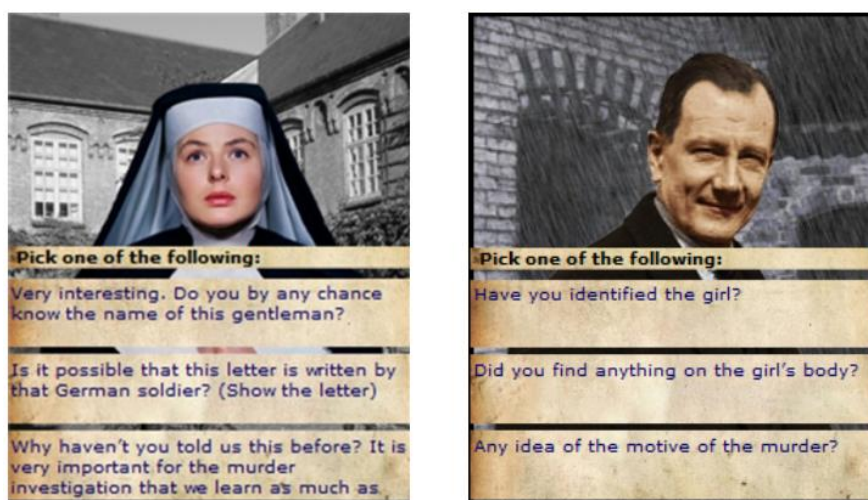 Pick one of the following:
Very interesting. Do you by any chance
know the name of this gentleman?
Is it possible that this letter is written by
that German soldier? (Show the letter)
Why haven't you told us this before? It is
very important for the murder
investigation that we learn as much as
Pick one of the following:
Have you identified the girl?
Did you find anything on the girl's body?
Any idea of the motive of the murder?